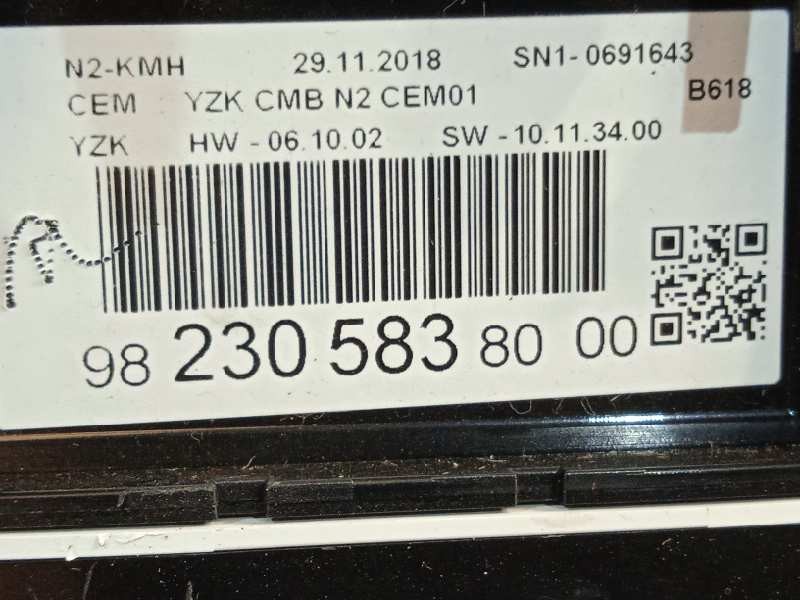 N2-KMH 29.11.2018 SN1-0691643
CEM YZK CMB N2 CEM01 B618
YZK HW - 06.10.02 SW - 10.11.34.00
98 230 583 80 00